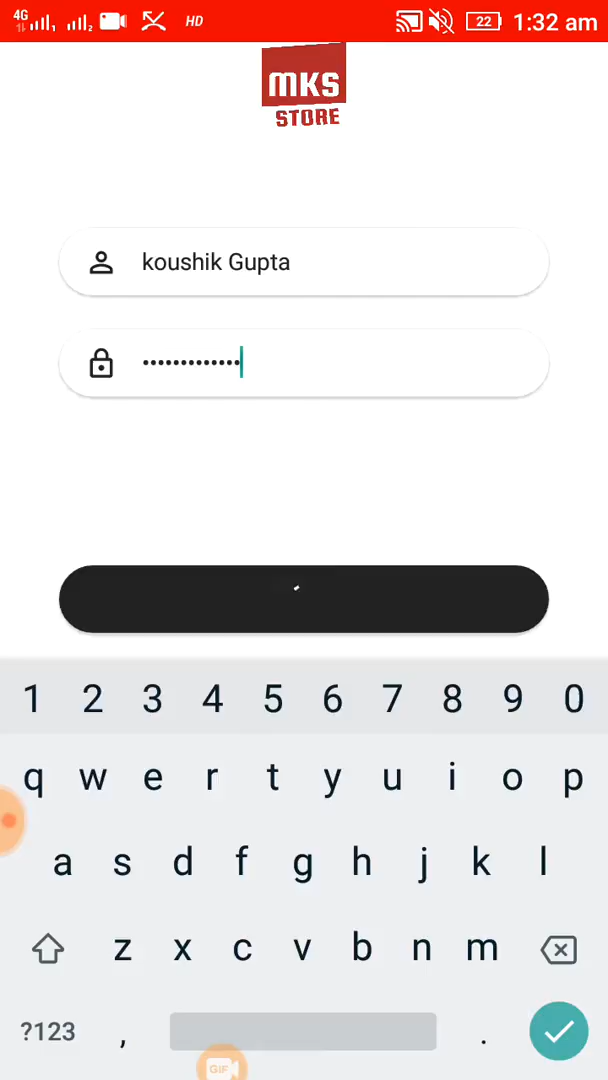 4G HD 22 1:32 am
MKS
STORE
koushik Gupta
•••••••••••••
1 2 3 4 5 6 7 8 9 0
q w e r t y u i o p
a s d f g h j k l
z x c v b n m
?123 , .
GIF